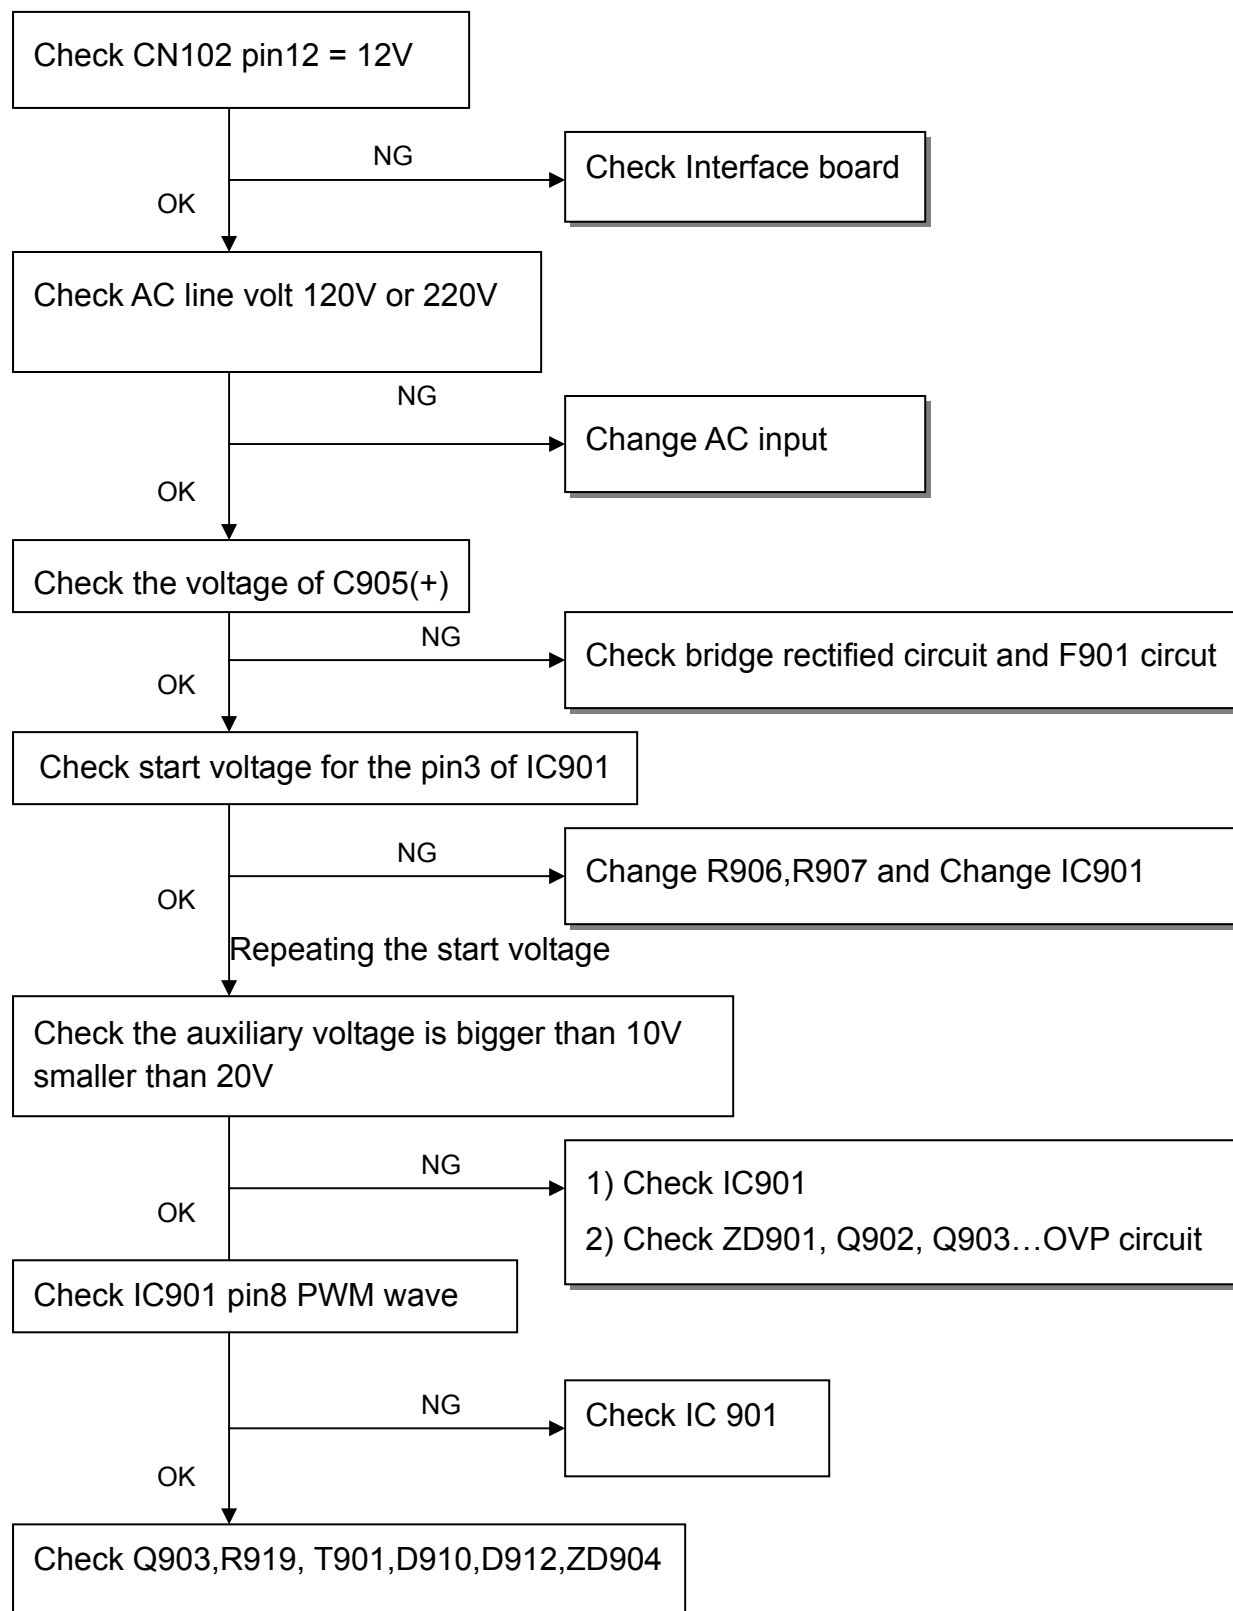 Check CN102 pin12 = 12V
NG
Check Interface board
OK
Check AC line volt 120V or 220V
NG
Change AC input
OK
Check the voltage of C905(+)
NG
Check bridge rectified circuit and F901 circut
OK
Check start voltage for the pin3 of IC901
NG
Change R906,R907 and Change IC901
OK
Repeating the start voltage
Check the auxiliary voltage is bigger than 10V
smaller than 20V
NG
1) Check IC901
OK
2) Check ZD901, Q902, Q903…OVP circuit
Check IC901 pin8 PWM wave
NG
Check IC 901
OK
Check Q903,R919, T901,D910,D912,ZD904